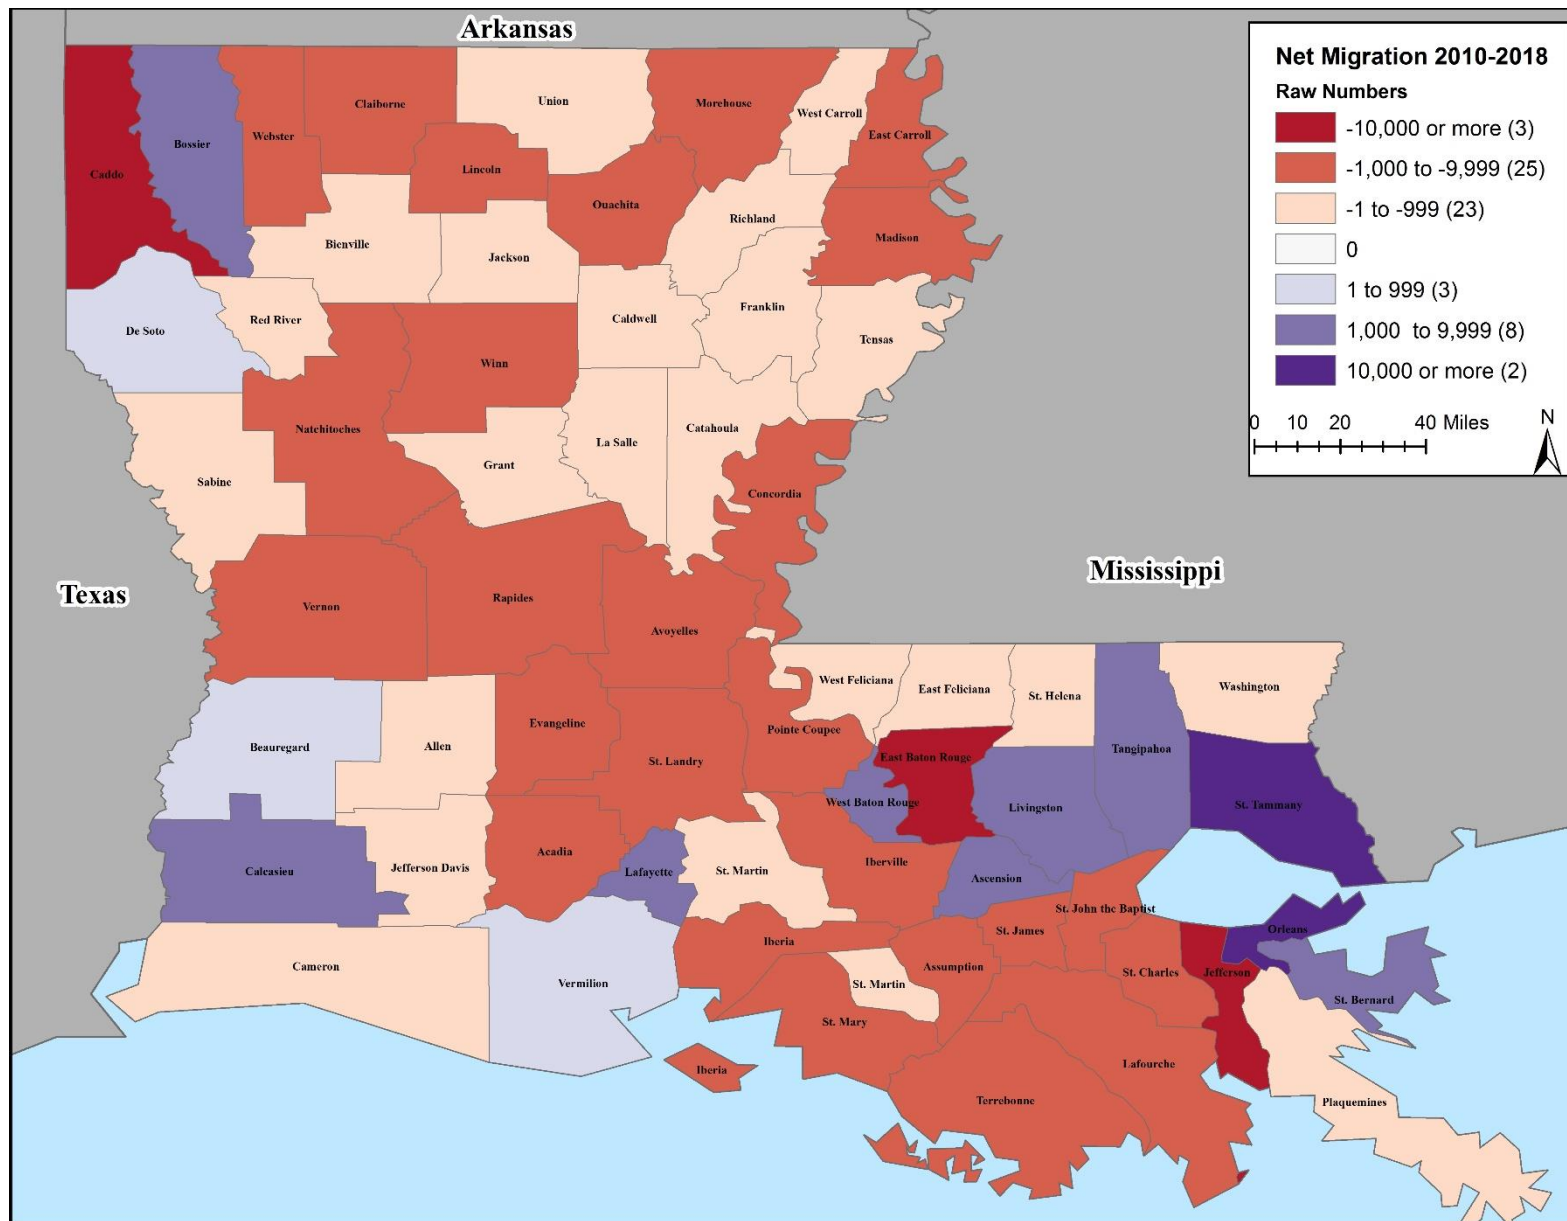 Arkansas
Net Migration 2010-2018
Raw Numbers
-10,000 or more (3)
-1,000 to -9,999 (25)
-1 to -999 (23)
0
1 to 999 (3)
1,000 to 9,999 (8)
10,000 or more (2)
0 10 20 40 Miles
N
Union
Claiborne
Morehouse
West Carroll
Webster
East Carroll
Bossier
Lincoln
Caddo
Ouachita
Richland
Madison
Bienville
Jackson
Franklin
Red River
Caldwell
De Soto
Tensas
Winn
Natchitoches
Catahoula
La Salle
Grant
Sabine
Concordia
Mississippi
Texas
Rapides
Vernon
Avoyelles
West Feliciana
East Feliciana
St. Helena
Washington
Evangeline
Pointe Coupee
Beauregard
Allen
Tangipahoa
East Baton Rouge
St. Landry
West Baton Rouge
Livingston
St. Tammany
Acadia
Iberville
Jefferson Davis
Calcasieu
Lafayette
St. Martin
Ascension
St. John the Baptist
Orleans
St. James
Iberia
Cameron
Assumption
St. Charles
Jefferson
Vermilion
St. Martin
St. Bernard
St. Mary
Lafourche
Iberia
Terrebonne
Plaquemines